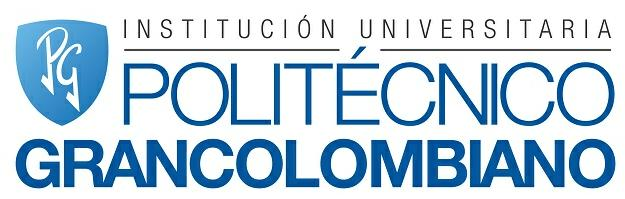 PG
INSTITUCIÓN UNIVERSITARIA
POLITÉCNICO
GRANCOLOMBIANO